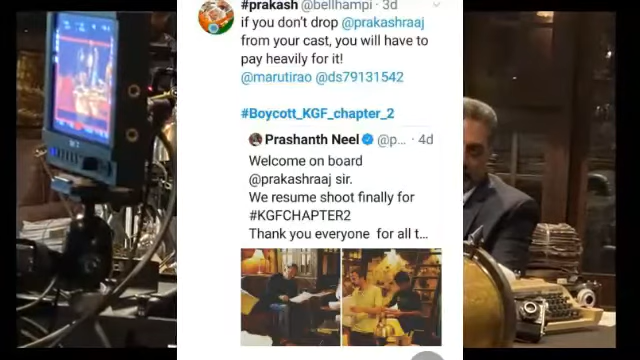 #prakash @bellhampi · 3d
if you don't drop @prakashraaj
from your cast, you will have to
pay heavily for it!
@marutirao @ds79131542
#Boycott_KGF_chapter_2
Prashanth Neel @p... · 4d
Welcome on board
@prakashraaj sir.
We resume shoot finally for
#KGFCHAPTER2
Thank you everyone for all t...